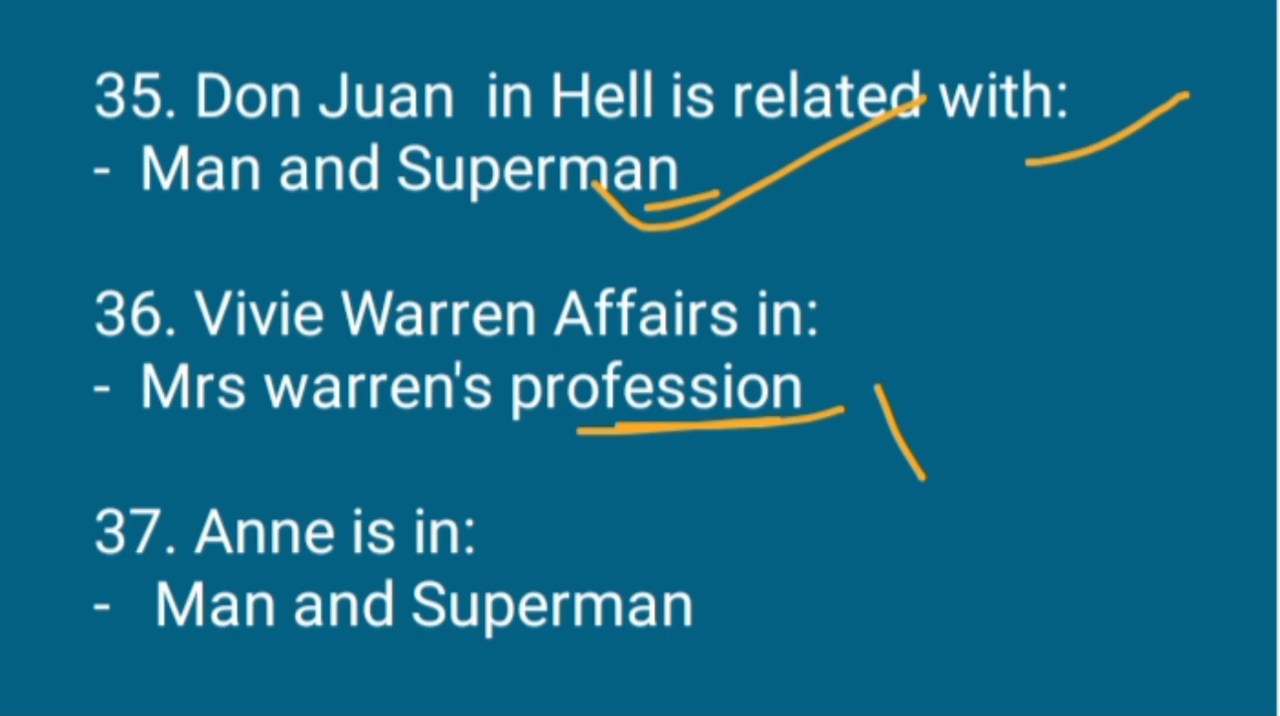 35. Don Juan  in Hell is related with:
-  Man and Superman
36. Vivie Warren Affairs in:
-  Mrs warren's profession
37. Anne is in:
-   Man and Superman